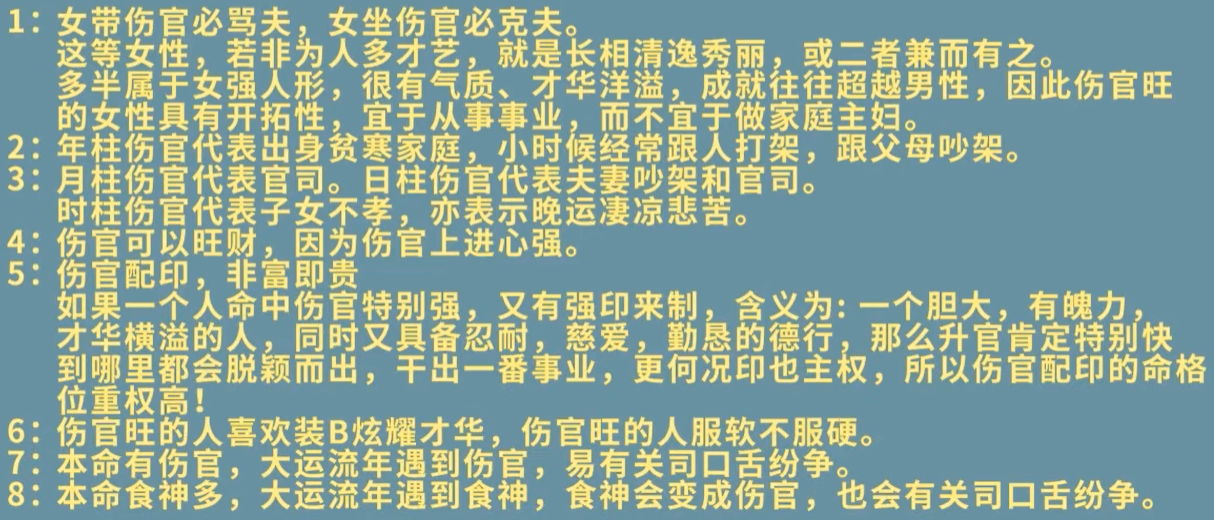 1：女带伤官必骂夫，女坐伤官必克夫。
这等女性，若非为人多才艺，就是长相清逸秀丽，或二者兼而有之。
多半属于女强人形，很有气质、才华洋溢，成就往往超越男性，因此伤官旺
的女性具有开拓性，宜于从事事业，而不宜于做家庭主妇。
2：年柱伤官代表出身贫寒家庭，小时候经常跟人打架，跟父母吵架。
3：月柱伤官代表官司。日柱伤官代表夫妻吵架和官司。
时柱伤官代表子女不孝，亦表示晚运凄凉悲苦。
4：伤官可以旺财，因为伤官上进心强。
5：伤官配印，非富即贵
如果一个人命中伤官特别强，又有强印来制，含义为: 一个胆大，有魄力，
才华横溢的人，同时又具备忍耐，慈爱，勤恳的德行，那么升官肯定特别快
到哪里都会脱颖而出，干出一番事业，更何况印也主权，所以伤官配印的命格
位重权高！
6：伤官旺的人喜欢装B炫耀才华，伤官旺的人服软不服硬。
7：本命有伤官，大运流年遇到伤官，易有关司口舌纷争。
8：本命食神多，大运流年遇到食神，食神会变成伤官，也会有关司口舌纷争。